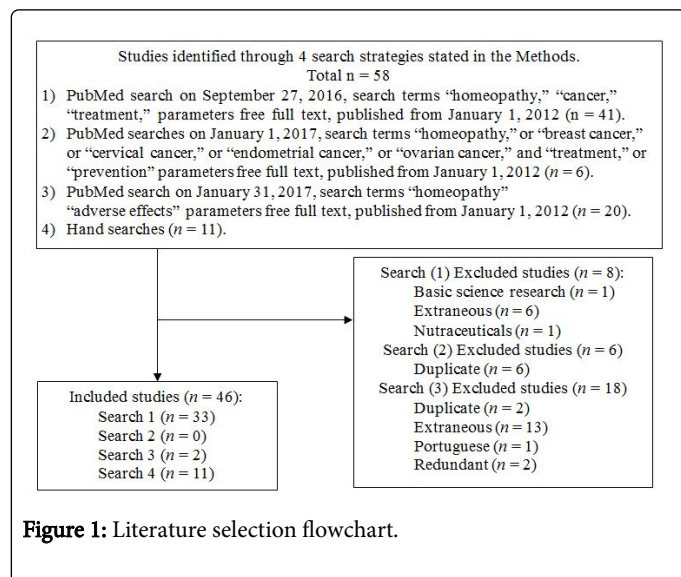 Studies identified through 4 search strategies stated in the Methods.
Total n = 58
1) PubMed search on September 27, 2016, search terms “homeopathy,” “cancer,”
“treatment,” parameters free full text, published from January 1, 2012 (n = 41).
2) PubMed searches on January 1, 2017, search terms “homeopathy,” or “breast cancer,”
or “cervical cancer,” or “endometrial cancer,” or “ovarian cancer,” and “treatment,” or
“prevention” parameters free full text, published from January 1, 2012 (n = 6).
3) PubMed search on January 31, 2017, search terms “homeopathy”
“adverse effects” parameters free full text, published from January 1, 2012 (n = 20).
4) Hand searches (n = 11).
Search (1) Excluded studies (n = 8):
Basic science research (n = 1)
Extraneous (n = 6)
Nutraceuticals (n = 1)
Search (2) Excluded studies (n = 6)
Duplicate (n = 6)
Search (3) Excluded studies (n = 18)
Duplicate (n = 2)
Extraneous (n = 13)
Portuguese (n = 1)
Redundant (n = 2)
Included studies (n = 46):
Search 1 (n = 33)
Search 2 (n = 0)
Search 3 (n = 2)
Search 4 (n = 11)
Figure 1: Literature selection flowchart.